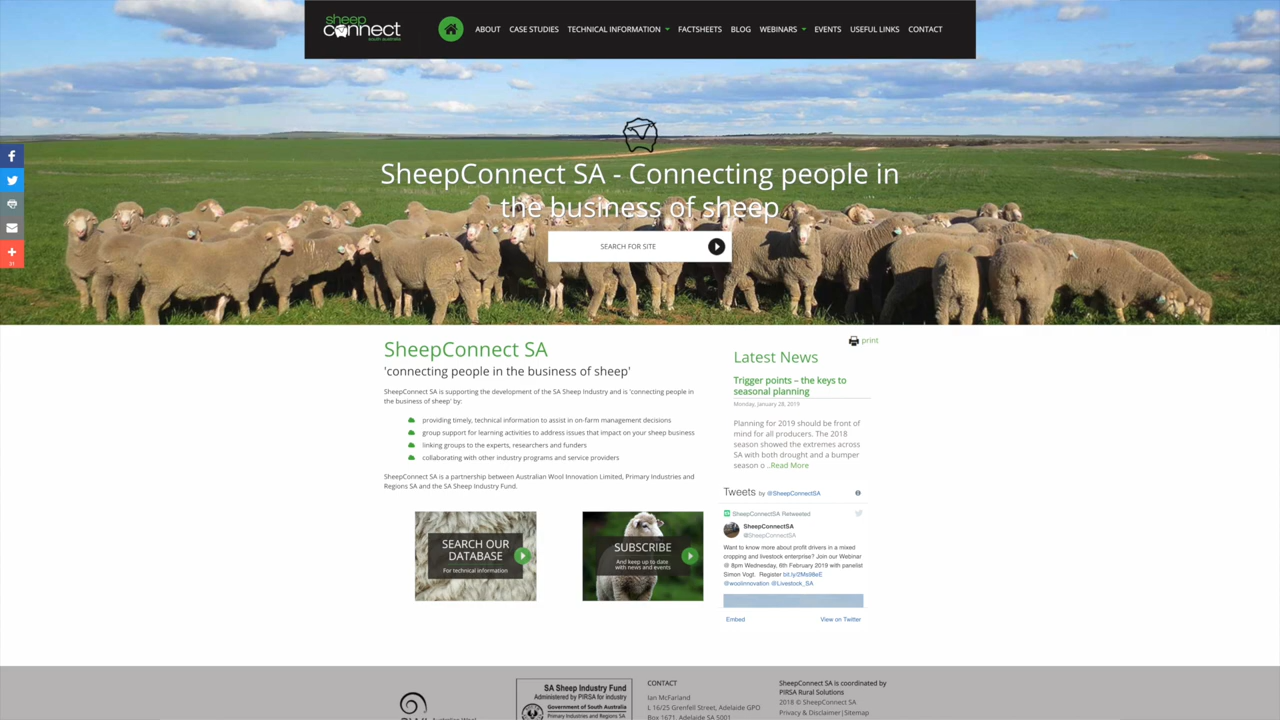 sheep
connect
south australia
ABOUT
CASE STUDIES
TECHNICAL INFORMATION
FACTSHEETS
BLOG
WEBINARS
EVENTS
USEFUL LINKS
CONTACT
31
SheepConnect SA - Connecting people in
the business of sheep
SEARCH FOR SITE
print
SheepConnect SA
'connecting people in the business of sheep'
SheepConnect SA is supporting the development of the SA Sheep Industry and is 'connecting people in
the business of sheep' by:
providing timely, technical information to assist in on-farm management decisions
group support for learning activities to address issues that impact on your sheep business
linking groups to the experts, researchers and funders
collaborating with other industry programs and service providers
SheepConnect SA is a partnership between Australian Wool Innovation Limited, Primary Industries and
Regions SA and the SA Sheep Industry Fund.
SEARCH OUR
DATABASE
For technical information
SUBSCRIBE
And keep up to date
with news and events
Latest News
Trigger points – the keys to
seasonal planning
Monday, January 28, 2019
Planning for 2019 should be front of
mind for all producers. The 2018
season showed the extremes across
SA with both drought and a bumper
season o ..Read More
Tweets by @SheepConnectSA
SheepConnectSA Retweeted
SheepConnectSA
@SheepConnectSA
Want to know more about profit drivers in a mixed
cropping and livestock enterprise? Join our Webinar
@ 8pm Wednesday, 6th February 2019 with panelist
Simon Vogt. Register bit.ly/2Ms98eE
@woolinnovation @Livestock_SA
Embed
View on Twitter
Australian Wool
SA Sheep Industry Fund
Administered by PIRSA for industry
Government of South Australia
Primary Industries and Regions SA
CONTACT
Ian McFarland
L 16/25 Grenfell Street, Adelaide GPO
Box 1671, Adelaide SA 5001
SheepConnect SA is coordinated by
PIRSA Rural Solutions
2018 © SheepConnect SA
Privacy & Disclaimer|Sitemap